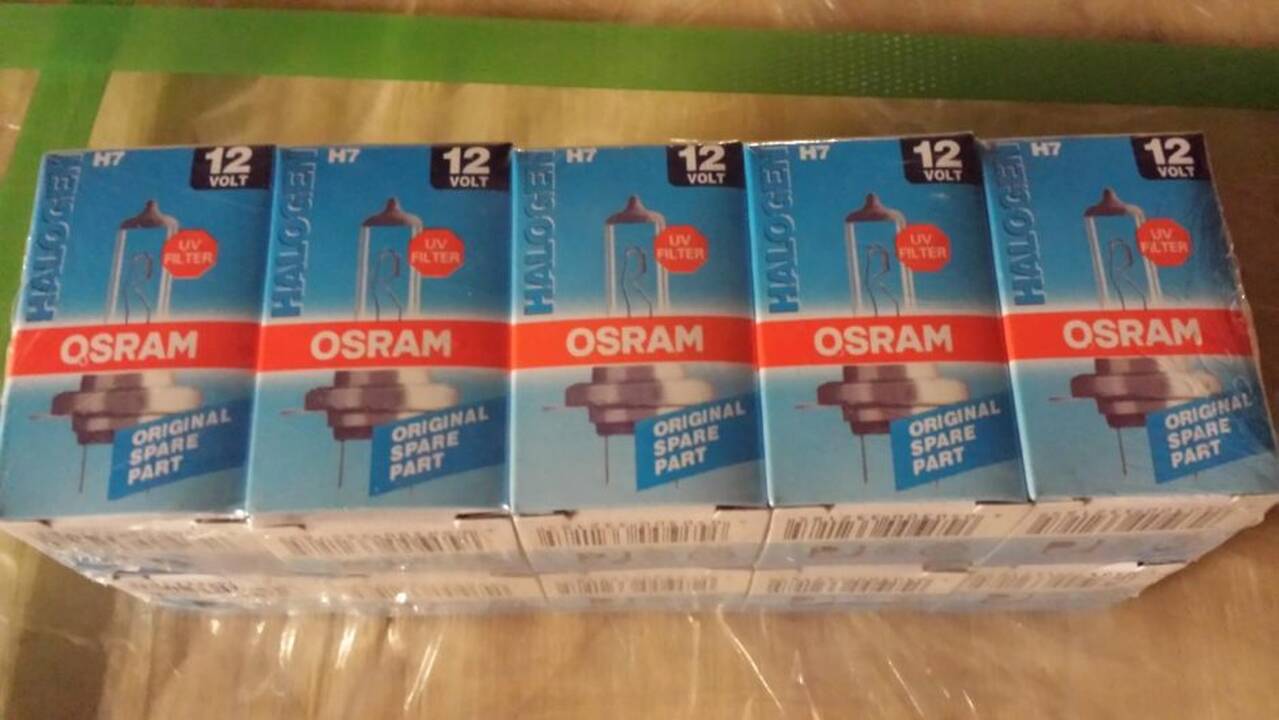 HALOGEN
H7
12
VOLT
UV
FILTER
OSRAM
ORIGINAL
SPARE
PART
HALOGEN
H7
12
VOLT
UV
FILTER
OSRAM
ORIGINAL
SPARE
PART
HALOGEN
H7
12
VOLT
UV
FILTER
OSRAM
ORIGINAL
SPARE
PART
HALOGEN
H7
12
VOLT
UV
FILTER
OSRAM
ORIGINAL
SPARE
PART
HALOGEN
H7
12
VOLT
UV
FILTER
OSRAM
ORIGINAL
SPARE
PART